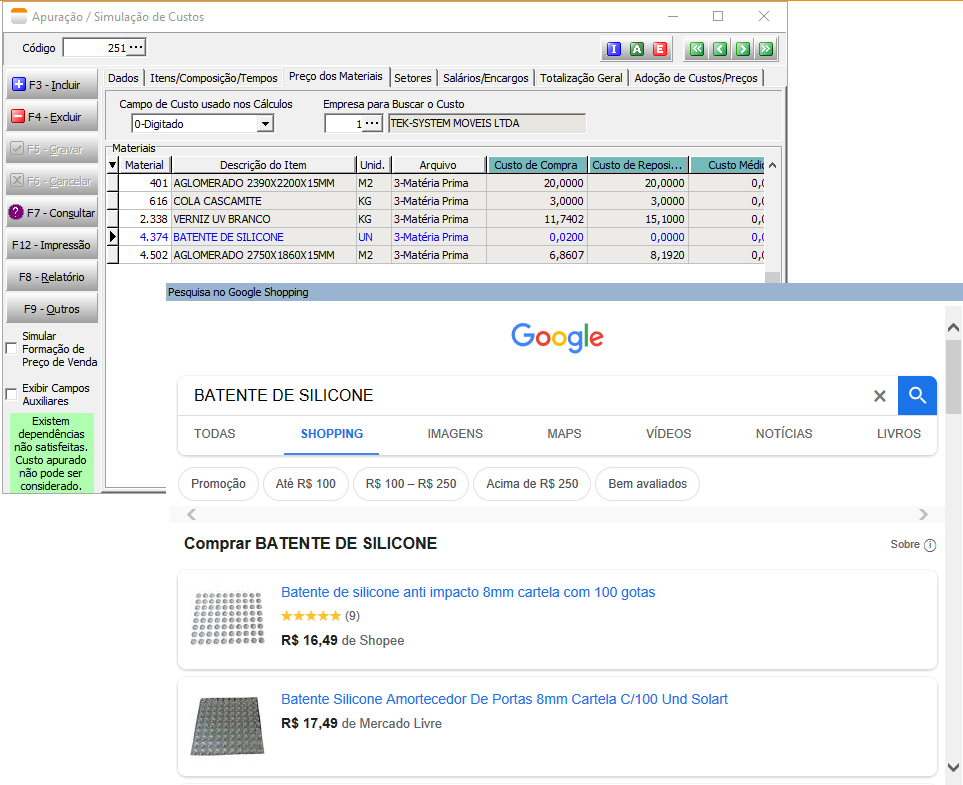 Apuração / Simulação de Custos
Código 251 ... I A E
F3 - Incluir
F4 - Excluir
F5 - Gravar
F6 - Cancelar
F7 - Consultar
F12 - Impressão
F8 - Relatório
F9 - Outros
Simular
Formação de
Preço de Venda
Exibir Campos
Auxiliares
Existem
dependências
não satisfeitas.
Custo apurado
não pode ser
considerado.
Dados Itens/Composição/Tempos Preço dos Materiais Setores Salários/Encargos Totalização Geral Adoção de Custos/Preços
Campo de Custo usado nos Cálculos Empresa para Buscar o Custo
0-Digitado 1 ... TEK-SYSTEM MOVEIS LTDA
Materiais
Material Descrição do Item Unid. Arquivo Custo de Compra Custo de Reposi... Custo Médic
401 AGLOMERADO 2390X2200X15MM M2 3-Matéria Prima 20,0000 20,0000 0,0
616 COLA CASCAMITE KG 3-Matéria Prima 3,0000 3,0000 0,0
2.338 VERNIZ UV BRANCO KG 3-Matéria Prima 11,7402 15,1000 0,0
4.374 BATENTE DE SILICONE UN 3-Matéria Prima 0,0200 0,0000 0,0
4.502 AGLOMERADO 2750X1860X15MM M2 3-Matéria Prima 6,8607 8,1920 0,0
Pesquisa no Google Shopping
Google
BATENTE DE SILICONE
TODAS SHOPPING IMAGENS MAPS VÍDEOS NOTÍCIAS LIVROS
Promoção Até R$ 100 R$ 100 – R$ 250 Acima de R$ 250 Bem avaliados
Comprar BATENTE DE SILICONE Sobre
Batente de silicone anti impacto 8mm cartela com 100 gotas
★★★★★ (9)
R$ 16,49 de Shopee
Batente Silicone Amortecedor De Portas 8mm Cartela C/100 Und Solart
R$ 17,49 de Mercado Livre